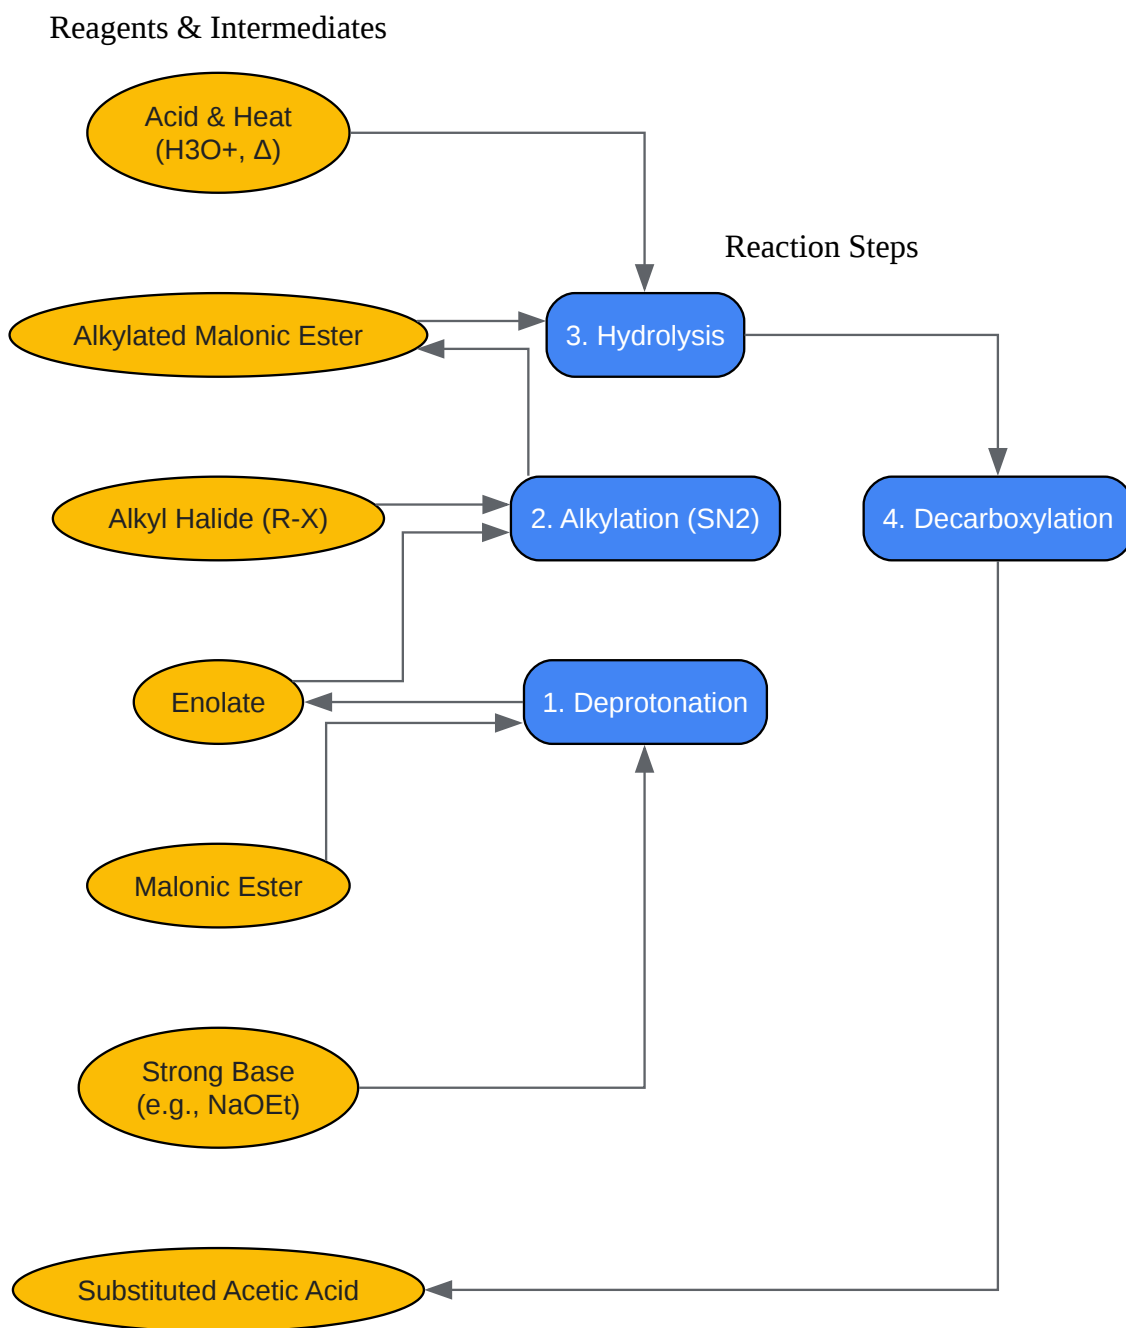 Reagents & Intermediates
Acid & Heat
(H3O+, Δ)
Reaction Steps
Alkylated Malonic Ester
3. Hydrolysis
Alkyl Halide (R-X)
2. Alkylation (SN2)
4. Decarboxylation
Enolate
1. Deprotonation
Malonic Ester
Strong Base
(e.g., NaOEt)
Substituted Acetic Acid